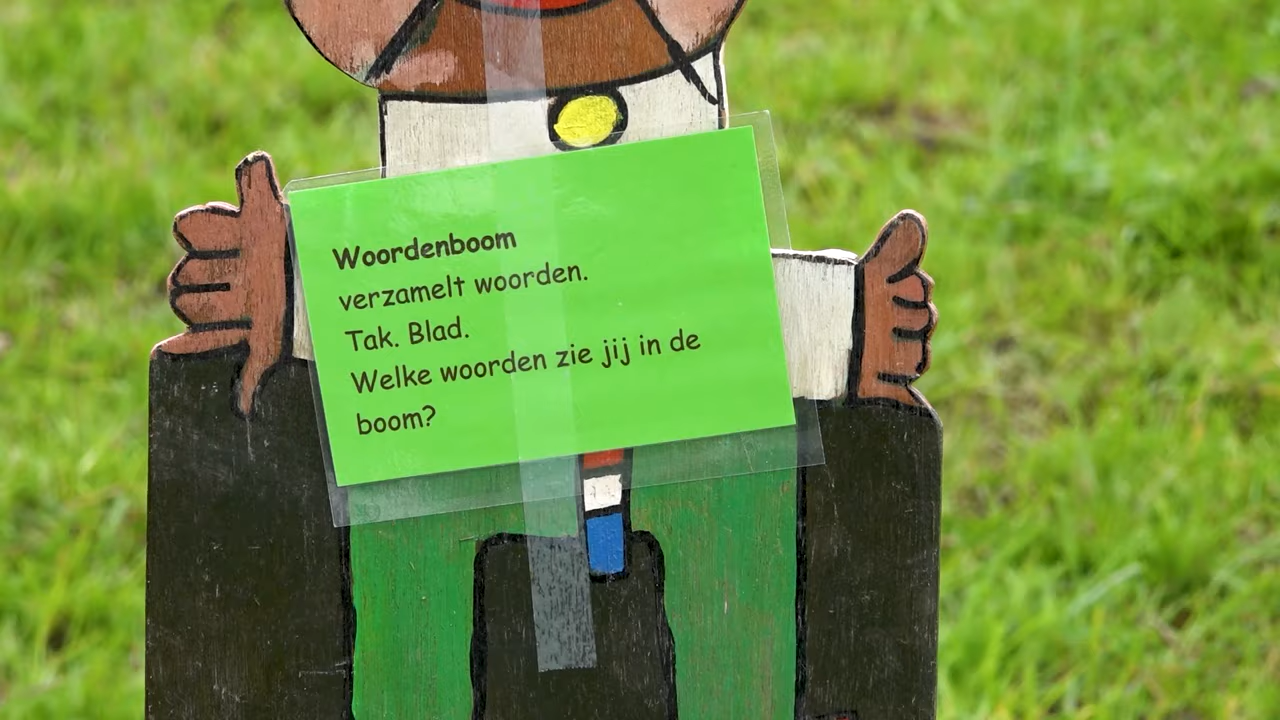 Woordenboom
verzamelt woorden.
Tak. Blad.
Welke woorden zie jij in de
boom?